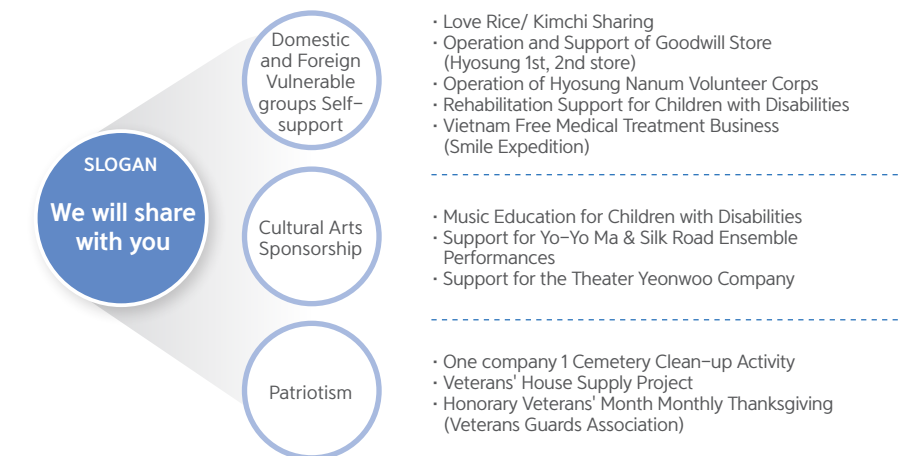 SLOGAN
We will share
with you
Domestic
and Foreign
Vulnerable
groups Self-
support
· Love Rice/ Kimchi Sharing
· Operation and Support of Goodwill Store
(Hyosung 1st, 2nd store)
· Operation of Hyosung Nanum Volunteer Corps
· Rehabilitation Support for Children with Disabilities
· Vietnam Free Medical Treatment Business
(Smile Expedition)
Cultural Arts
Sponsorship
· Music Education for Children with Disabilities
· Support for Yo-Yo Ma & Silk Road Ensemble
Performances
· Support for the Theater Yeonwoo Company
Patriotism
· One company 1 Cemetery Clean-up Activity
· Veterans' House Supply Project
· Honorary Veterans' Month Monthly Thanksgiving
(Veterans Guards Association)